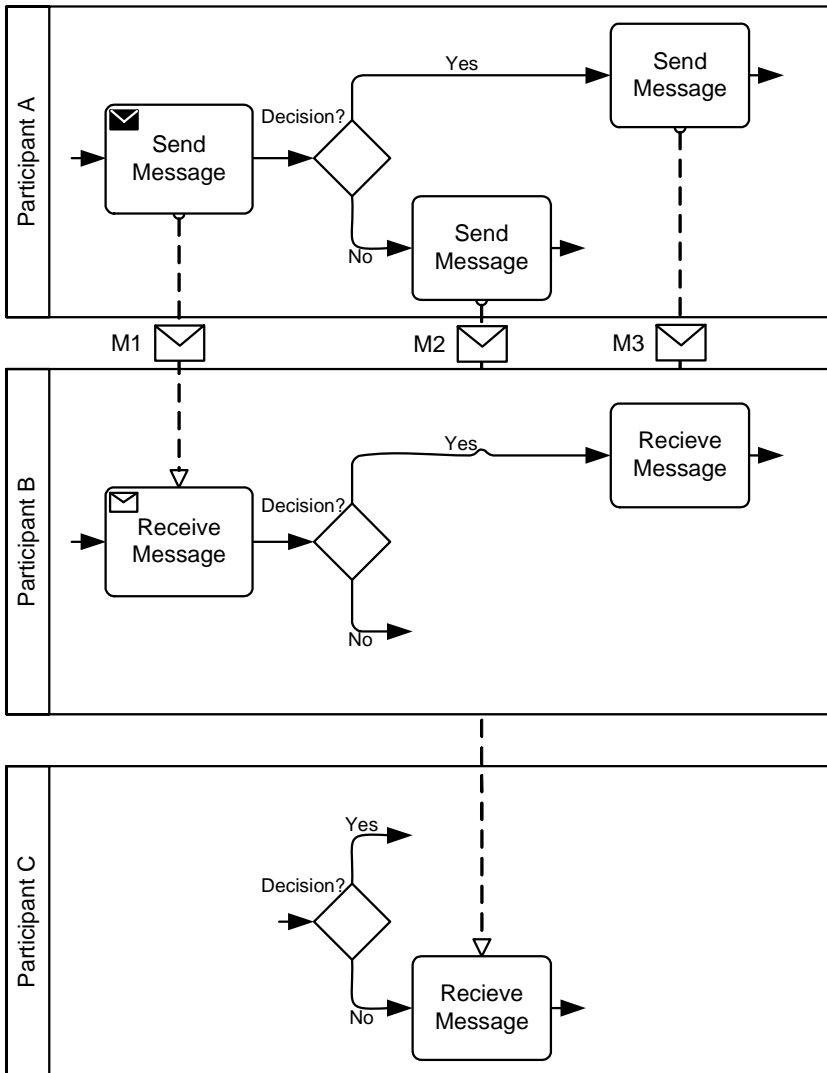 Participant A
Send
Message
Decision?
Yes
Send
Message
No
Send
Message
M1
M2
M3
Participant B
Receive
Message
Decision?
Yes
Recieve
Message
No
Participant C
Decision?
Yes
No
Recieve
Message